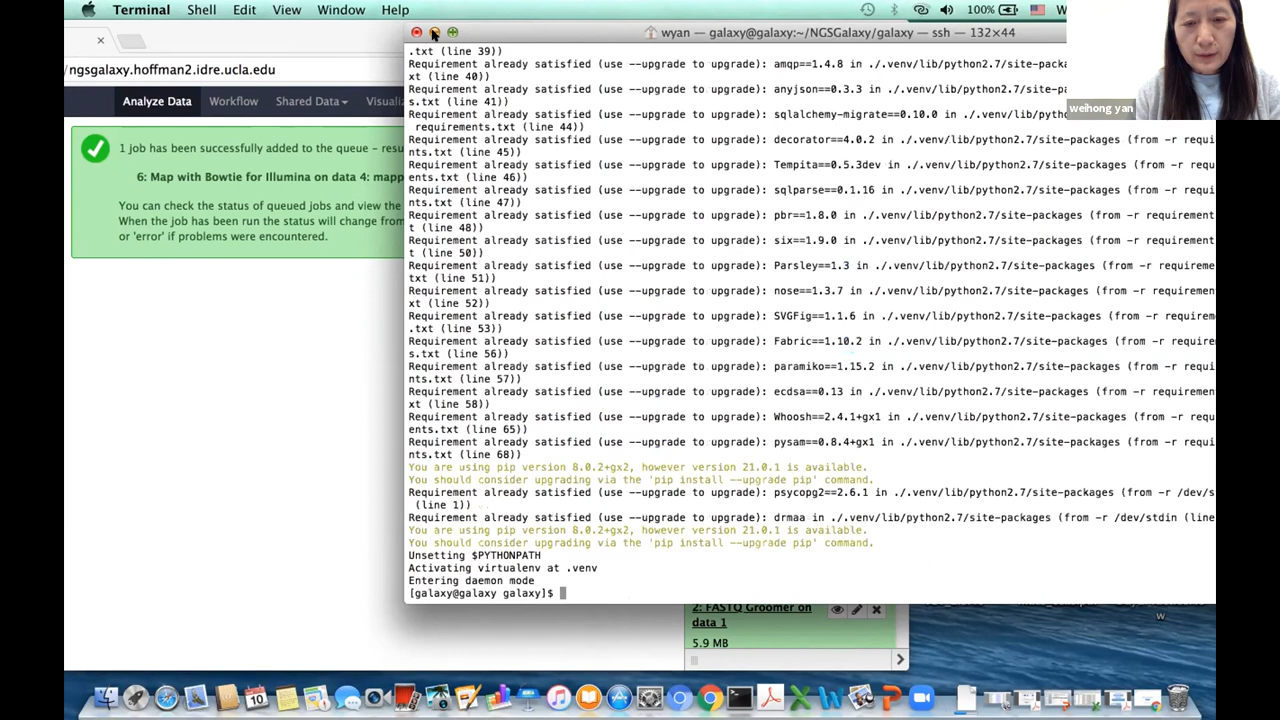 Terminal Shell Edit View Window Help 100% W
ngsgalaxy.hoffman2.idre.ucla.edu
Analyze Data Workflow Shared Data
1 job has been successfully added to the queue - resu
6: Map with Bowtie for Illumina on data 4: mapp
You can check the status of queued jobs and view the
When the job has been run the status will change from
or 'error' if problems were encountered.
wyan — galaxy@galaxy:~/NGSGalaxy/galaxy — ssh — 132×44
weihong yan
.txt (line 39))
Requirement already satisfied (use --upgrade to upgrade): amqp==1.4.8 in ./.venv/lib/python2.7/site-pack
xt (line 40))
Requirement already satisfied (use --upgrade to upgrade): anyjson==0.3.3 in ./.venv/lib/python2.7/site-p
s.txt (line 41))
Requirement already satisfied (use --upgrade to upgrade): sqlalchemy-migrate==0.10.0 in ./.venv/lib/pyth
 requirements.txt (line 44))
Requirement already satisfied (use --upgrade to upgrade): decorator==4.0.2 in ./.venv/lib/python2.7/site-packages (from -r requi
nts.txt (line 45))
Requirement already satisfied (use --upgrade to upgrade): Tempita==0.5.3dev in ./.venv/lib/python2.7/site-packages (from -r requ
ents.txt (line 46))
Requirement already satisfied (use --upgrade to upgrade): sqlparse==0.1.16 in ./.venv/lib/python2.7/site-packages (from -r requi
nts.txt (line 47))
Requirement already satisfied (use --upgrade to upgrade): pbr==1.8.0 in ./.venv/lib/python2.7/site-packages (from -r requirement
t (line 48))
Requirement already satisfied (use --upgrade to upgrade): six==1.9.0 in ./.venv/lib/python2.7/site-packages (from -r requirement
t (line 50))
Requirement already satisfied (use --upgrade to upgrade): Parsley==1.3 in ./.venv/lib/python2.7/site-packages (from -r requireme
txt (line 51))
Requirement already satisfied (use --upgrade to upgrade): nose==1.3.7 in ./.venv/lib/python2.7/site-packages (from -r requiremen
xt (line 52))
Requirement already satisfied (use --upgrade to upgrade): SVGFig==1.1.6 in ./.venv/lib/python2.7/site-packages (from -r requirem
.txt (line 53))
Requirement already satisfied (use --upgrade to upgrade): Fabric==1.10.2 in ./.venv/lib/python2.7/site-packages (from -r require
s.txt (line 56))
Requirement already satisfied (use --upgrade to upgrade): paramiko==1.15.2 in ./.venv/lib/python2.7/site-packages (from -r requi
nts.txt (line 57))
Requirement already satisfied (use --upgrade to upgrade): ecdsa==0.13 in ./.venv/lib/python2.7/site-packages (from -r requiremen
xt (line 58))
Requirement already satisfied (use --upgrade to upgrade): Whoosh==2.4.1+gx1 in ./.venv/lib/python2.7/site-packages (from -r requ
ents.txt (line 65))
Requirement already satisfied (use --upgrade to upgrade): pysam==0.8.4+gx1 in ./.venv/lib/python2.7/site-packages (from -r requi
nts.txt (line 68))
You are using pip version 8.0.2+gx2, however version 21.0.1 is available.
You should consider upgrading via the 'pip install --upgrade pip' command.
Requirement already satisfied (use --upgrade to upgrade): psycopg2==2.6.1 in ./.venv/lib/python2.7/site-packages (from -r /dev/s
 (line 1))
Requirement already satisfied (use --upgrade to upgrade): drmaa in ./.venv/lib/python2.7/site-packages (from -r /dev/stdin (line
You are using pip version 8.0.2+gx2, however version 21.0.1 is available.
You should consider upgrading via the 'pip install --upgrade pip' command.
Unsetting $PYTHONPATH
Activating virtualenv at .venv
Entering daemon mode
[galaxy@galaxy galaxy]$
2: FASTQ Groomer on
data 1
5.9 MB